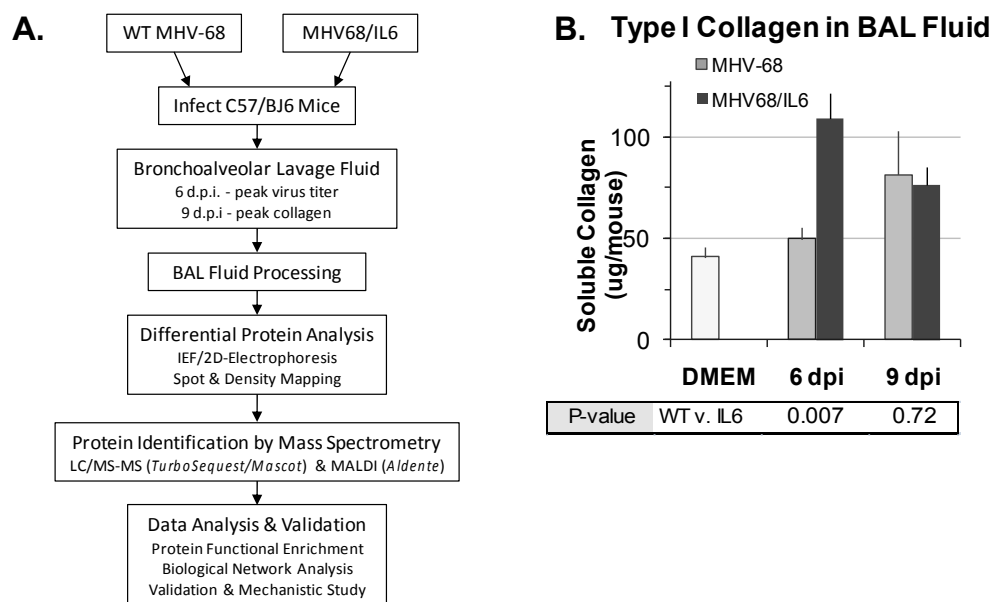 A.
WT MHV-68
MHV68/IL6
Infect C57/BJ6 Mice
Bronchoalveolar Lavage Fluid
6 d.p.i. - peak virus titer
9 d.p.i - peak collagen
BAL Fluid Processing
Differential Protein Analysis
IEF/2D-Electrophoresis
Spot & Density Mapping
Protein Identification by Mass Spectrometry
LC/MS-MS (TurboSequest/Mascot) & MALDI (Aldente)
Data Analysis & Validation
Protein Functional Enrichment
Biological Network Analysis
Validation & Mechanistic Study
B. Type I Collagen in BAL Fluid
MHV-68
MHV68/IL6
Soluble Collagen
(ug/mouse)
100
50
0
DMEM 6 dpi 9 dpi
P-value WT v. IL6 0.007 0.72